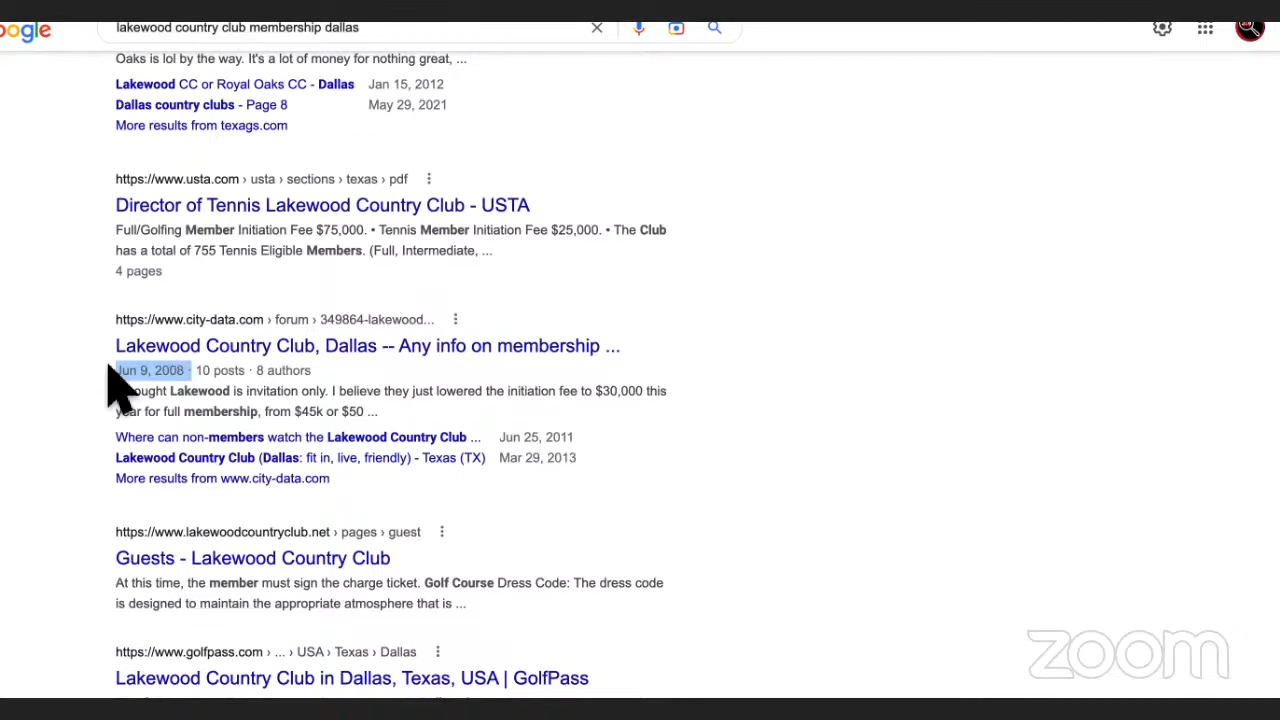 oogle
lakewood country club membership dallas
Oaks is lol by the way. It's a lot of money for nothing great, ...
Lakewood CC or Royal Oaks CC - Dallas Jan 15, 2012
Dallas country clubs - Page 8 May 29, 2021
More results from texags.com
https://www.usta.com › usta › sections › texas › pdf
Director of Tennis Lakewood Country Club - USTA
Full/Golfing Member Initiation Fee $75,000. • Tennis Member Initiation Fee $25,000. • The Club
has a total of 755 Tennis Eligible Members. (Full, Intermediate, ...
4 pages
https://www.city-data.com › forum › 349864-lakewood...
Lakewood Country Club, Dallas -- Any info on membership ...
Jun 9, 2008 · 10 posts · 8 authors
ought Lakewood is invitation only. I believe they just lowered the initiation fee to $30,000 this
year for full membership, from $45k or $50 ...
Where can non-members watch the Lakewood Country Club ... Jun 25, 2011
Lakewood Country Club (Dallas: fit in, live, friendly) - Texas (TX) Mar 29, 2013
More results from www.city-data.com
https://www.lakewoodcountryclub.net › pages › guest
Guests - Lakewood Country Club
At this time, the member must sign the charge ticket. Golf Course Dress Code: The dress code
is designed to maintain the appropriate atmosphere that is ...
https://www.golfpass.com › ... › USA › Texas › Dallas
Lakewood Country Club in Dallas, Texas, USA | GolfPass
zoom